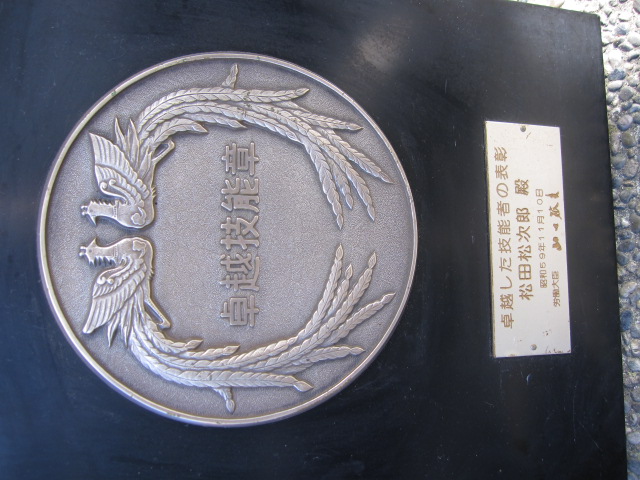 卓越技能章
卓越した技能者の表彰
松田松次郎 殿
昭和59年11月10日
労働大臣